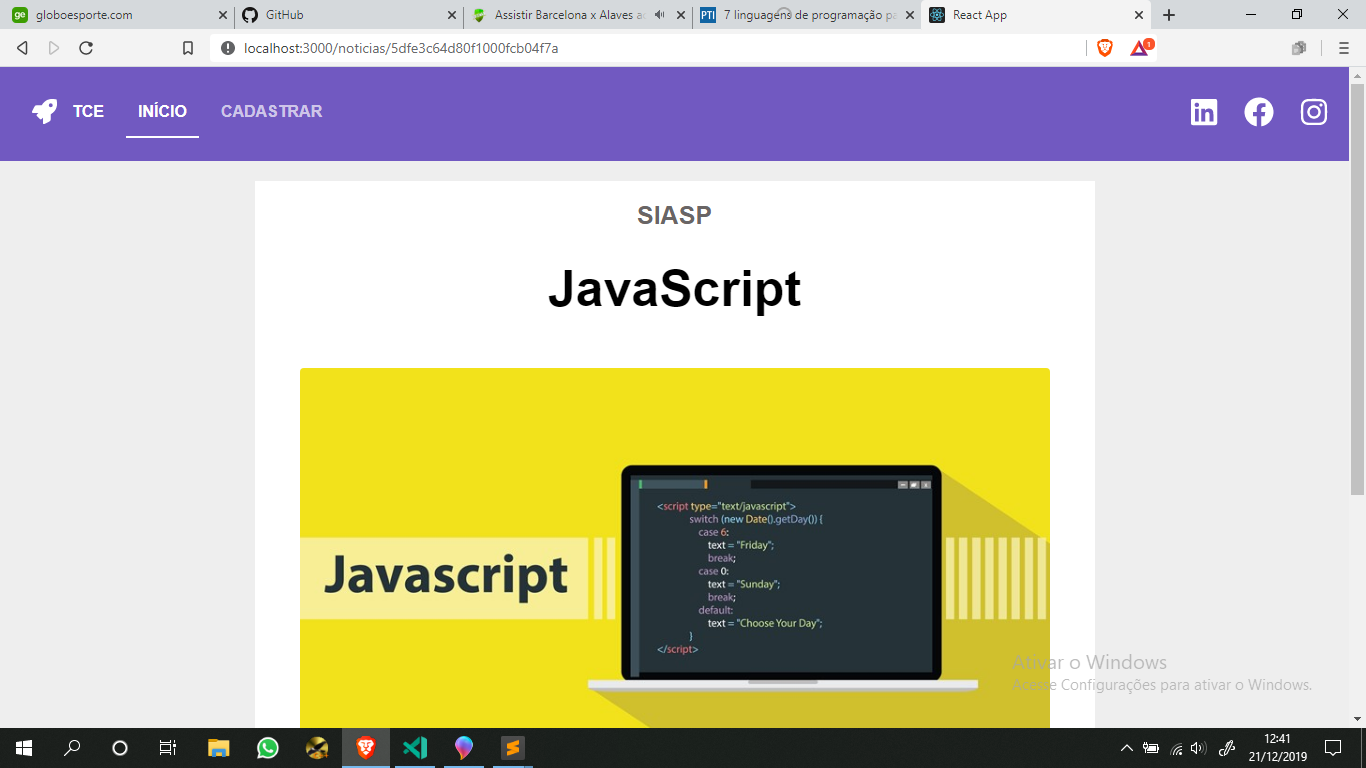 ge globoesporte.com
GitHub
Assistir Barcelona x Alaves ao
PTI 7 linguagens de programação pa
React App
localhost:3000/noticias/5dfe3c64d80f1000fcb04f7a
1
TCE INÍCIO CADASTRAR
SIASP
JavaScript
<script type="text/javascript">
switch (new Date().getDay()) {
case 6:
text = "Friday";
break;
case 0:
text = "Sunday";
break;
default:
text = "Choose Your Day";
}
</script>
Javascript
Ativar o Windows
Acesse Configurações para ativar o Windows.
12:41
21/12/2019